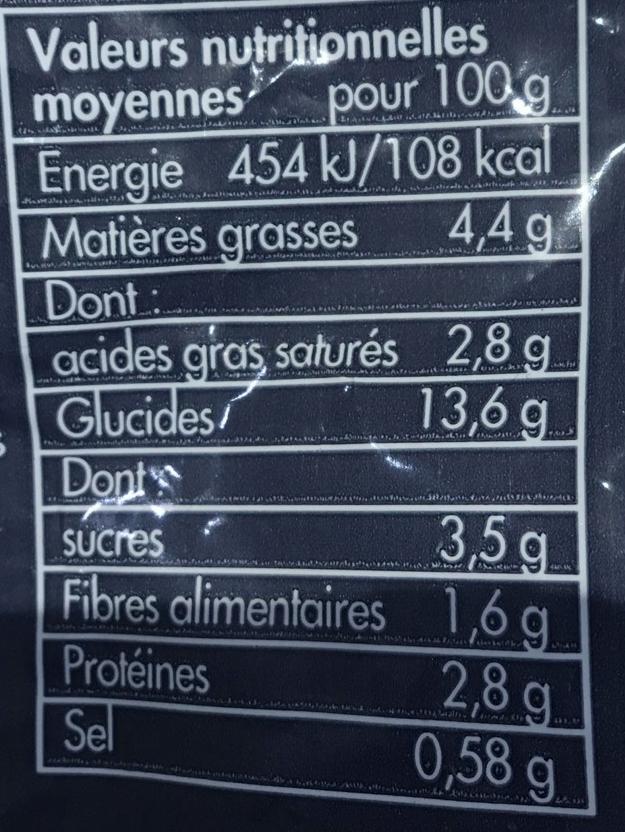 Valeurs nutritionnelles
moyennes pour 100 g
Énergie 454 kJ/108 kcal
Matières grasses 4,4 g
Dont :
acides gras saturés 2,8 g
Glucides 13,6 g
Dont :
sucres 3,5 g
Fibres alimentaires 1,6 g
Protéines 2,8 g
Sel 0,58 g